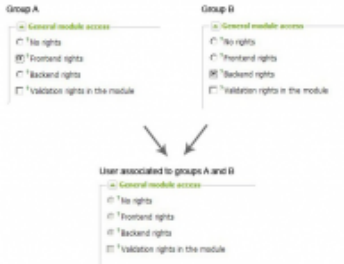 Group A
General module access
No rights
Frontend rights
Backend rights
Validation rights in the module
Group B
General module access
No rights
Frontend rights
Backend rights
Validation rights in the module
User associated to groups A and B
General module access
No rights
Frontend rights
Backend rights
Validation rights in the module